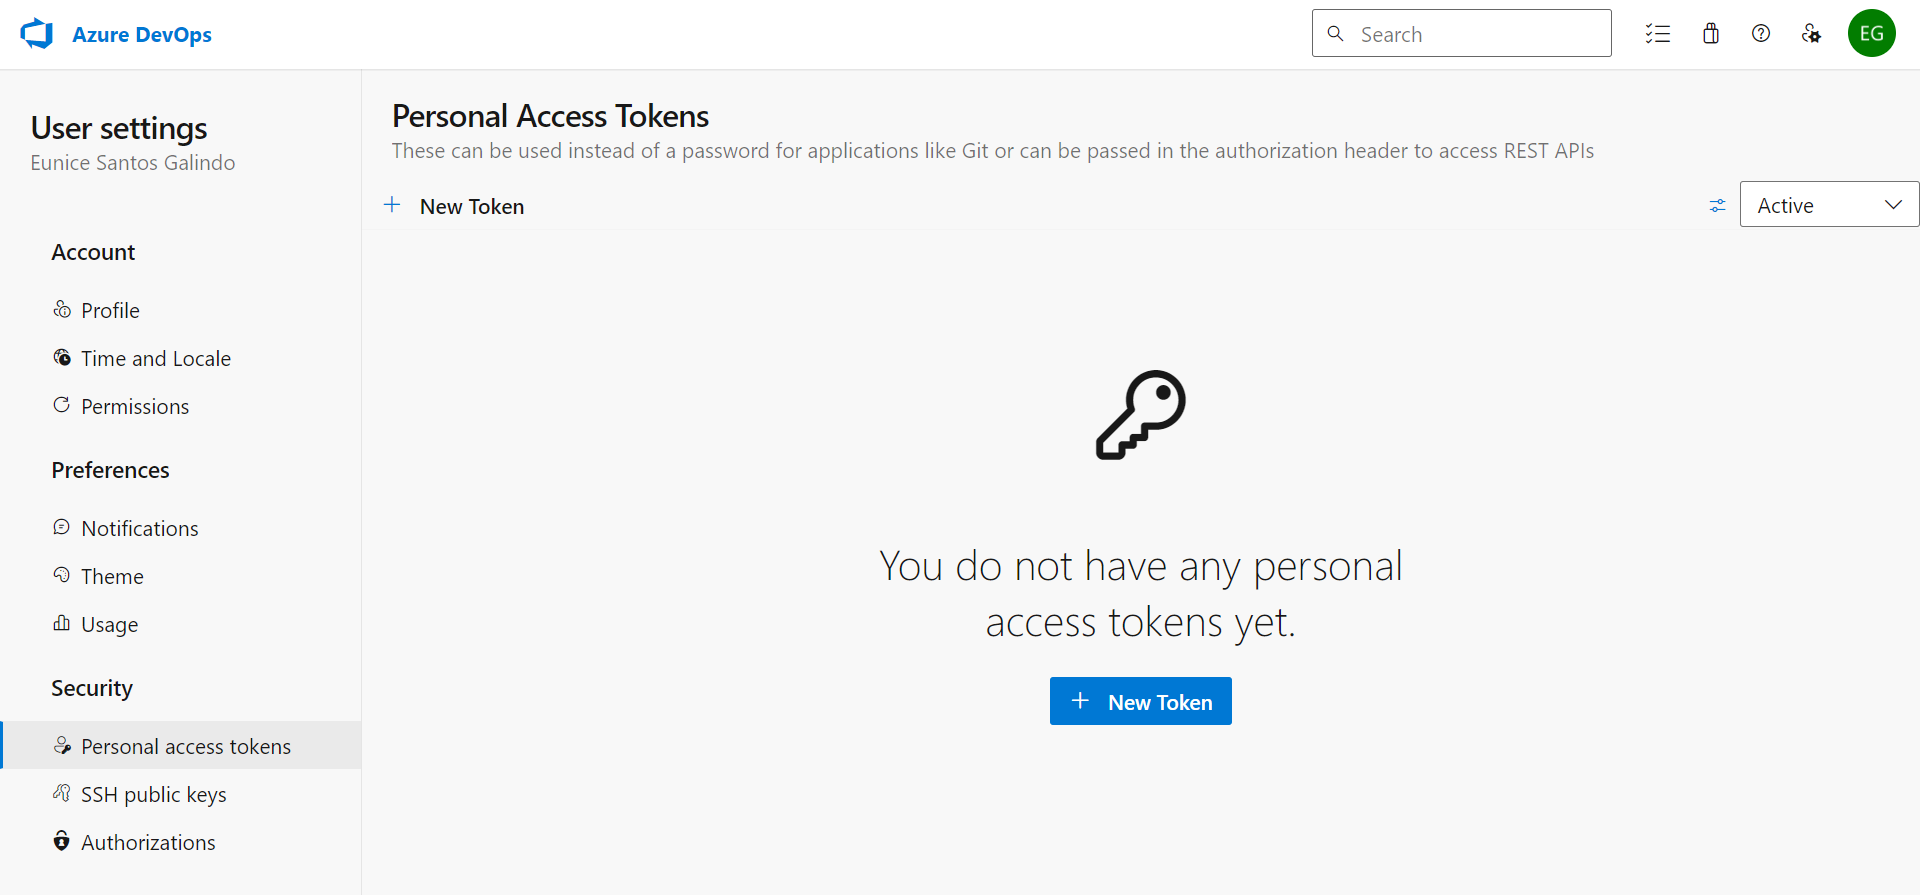 Azure DevOps
Search
EG
User settings
Eunice Santos Galindo
Account
Profile
Time and Locale
Permissions
Preferences
Notifications
Theme
Usage
Security
Personal access tokens
SSH public keys
Authorizations
Personal Access Tokens
These can be used instead of a password for applications like Git or can be passed in the authorization header to access REST APIs
New Token
Active
You do not have any personal
access tokens yet.
New Token